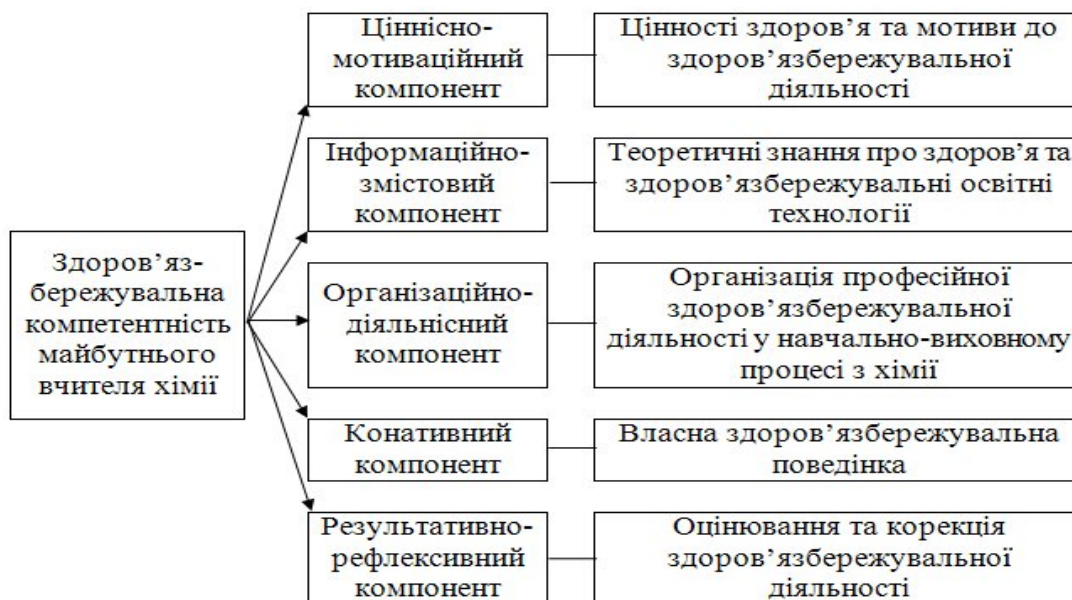 Здоров’яз-
бережувальна
компетентність
майбутнього
вчителя хімії
Ціннісно-
мотиваційний
компонент
Цінності здоров’я та мотиви до
здоров’язбережувальної
діяльності
Інформаційно-
змістовий
компонент
Теоретичні знання про здоров’я та
здоров’язбережувальні освітні
технології
Організаційно-
діяльнісний
компонент
Організація професійної
здоров’язбережувальної
діяльності у навчально-виховному
процесі з хімії
Конативний
компонент
Власна здоров’язбережувальна
поведінка
Результативно-
рефлексивний
компонент
Оцінювання та корекція
здоров’язбережувальної
діяльності